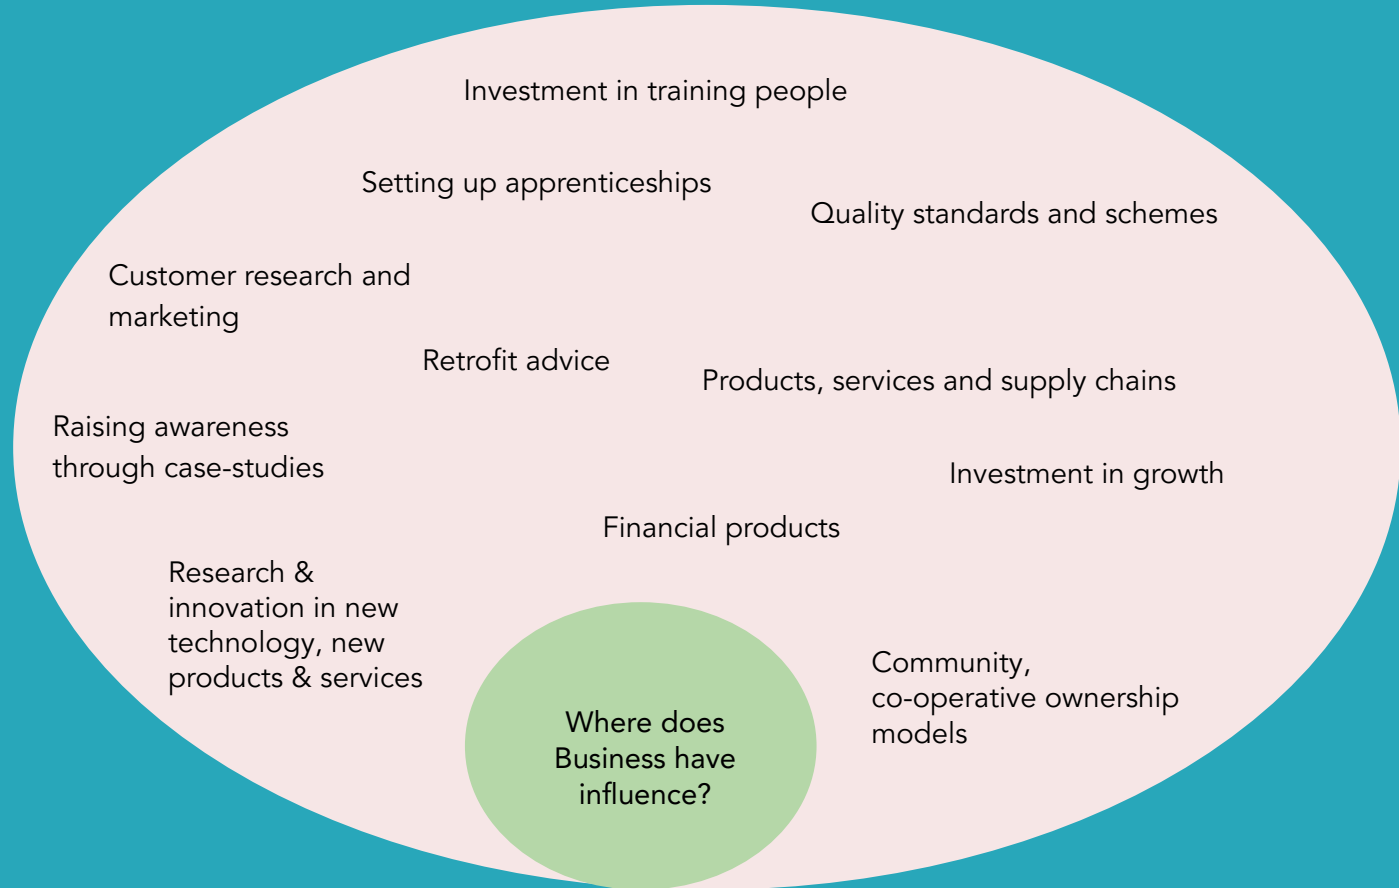 Investment in training people
Setting up apprenticeships
Quality standards and schemes
Customer research and
marketing
Retrofit advice
Products, services and supply chains
Raising awareness
through case-studies
Investment in growth
Financial products
Research &
innovation in new
technology, new
products & services
Community,
co-operative ownership
models
Where does
Business have
influence?